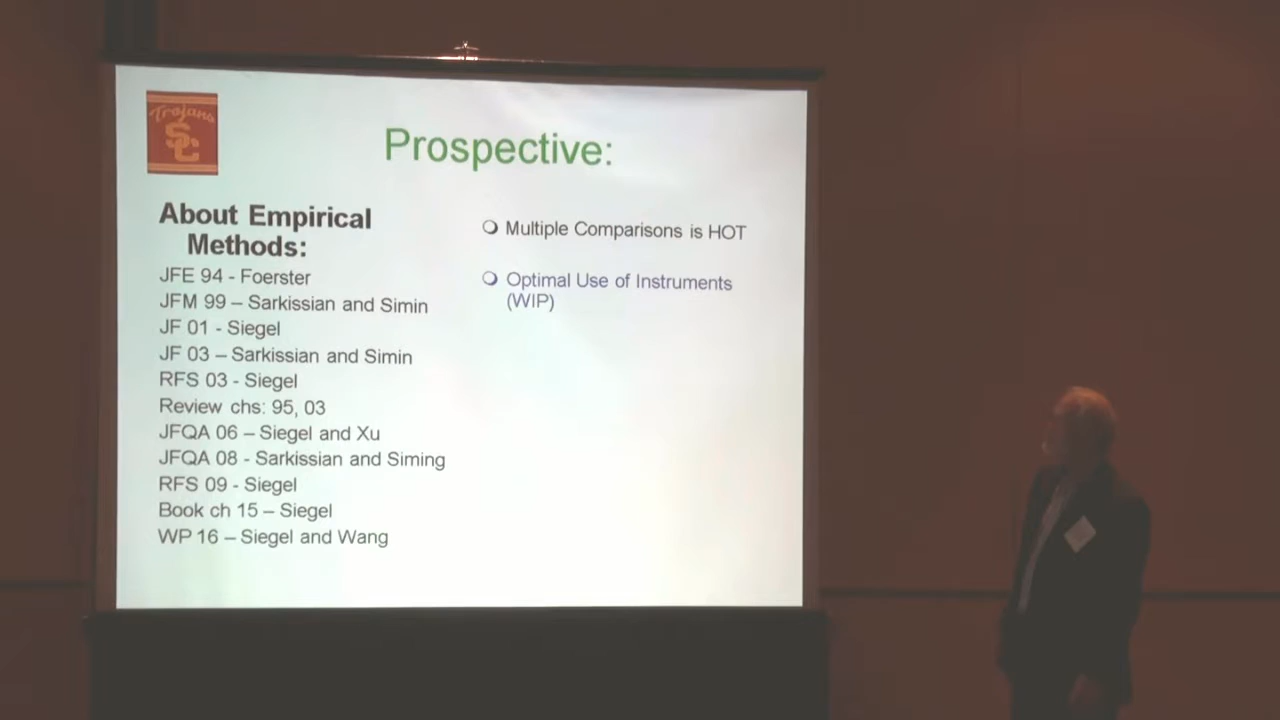 Trojans
SC
Prospective:
About Empirical
Methods:
JFE 94 - Foerster
JFM 99 – Sarkissian and Simin
JF 01 - Siegel
JF 03 – Sarkissian and Simin
RFS 03 - Siegel
Review chs: 95, 03
JFQA 06 – Siegel and Xu
JFQA 08 - Sarkissian and Siming
RFS 09 - Siegel
Book ch 15 – Siegel
WP 16 – Siegel and Wang
Multiple Comparisons is HOT
Optimal Use of Instruments
(WIP)